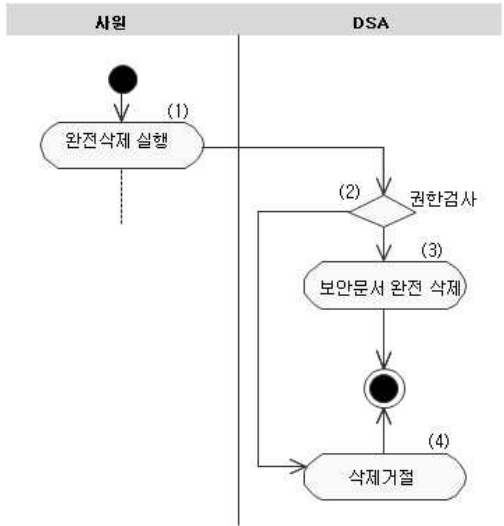 사원
DSA
(1)
완전삭제 실행
(2)
권한검사
(3)
보안문서 완전 삭제
(4)
삭제거절